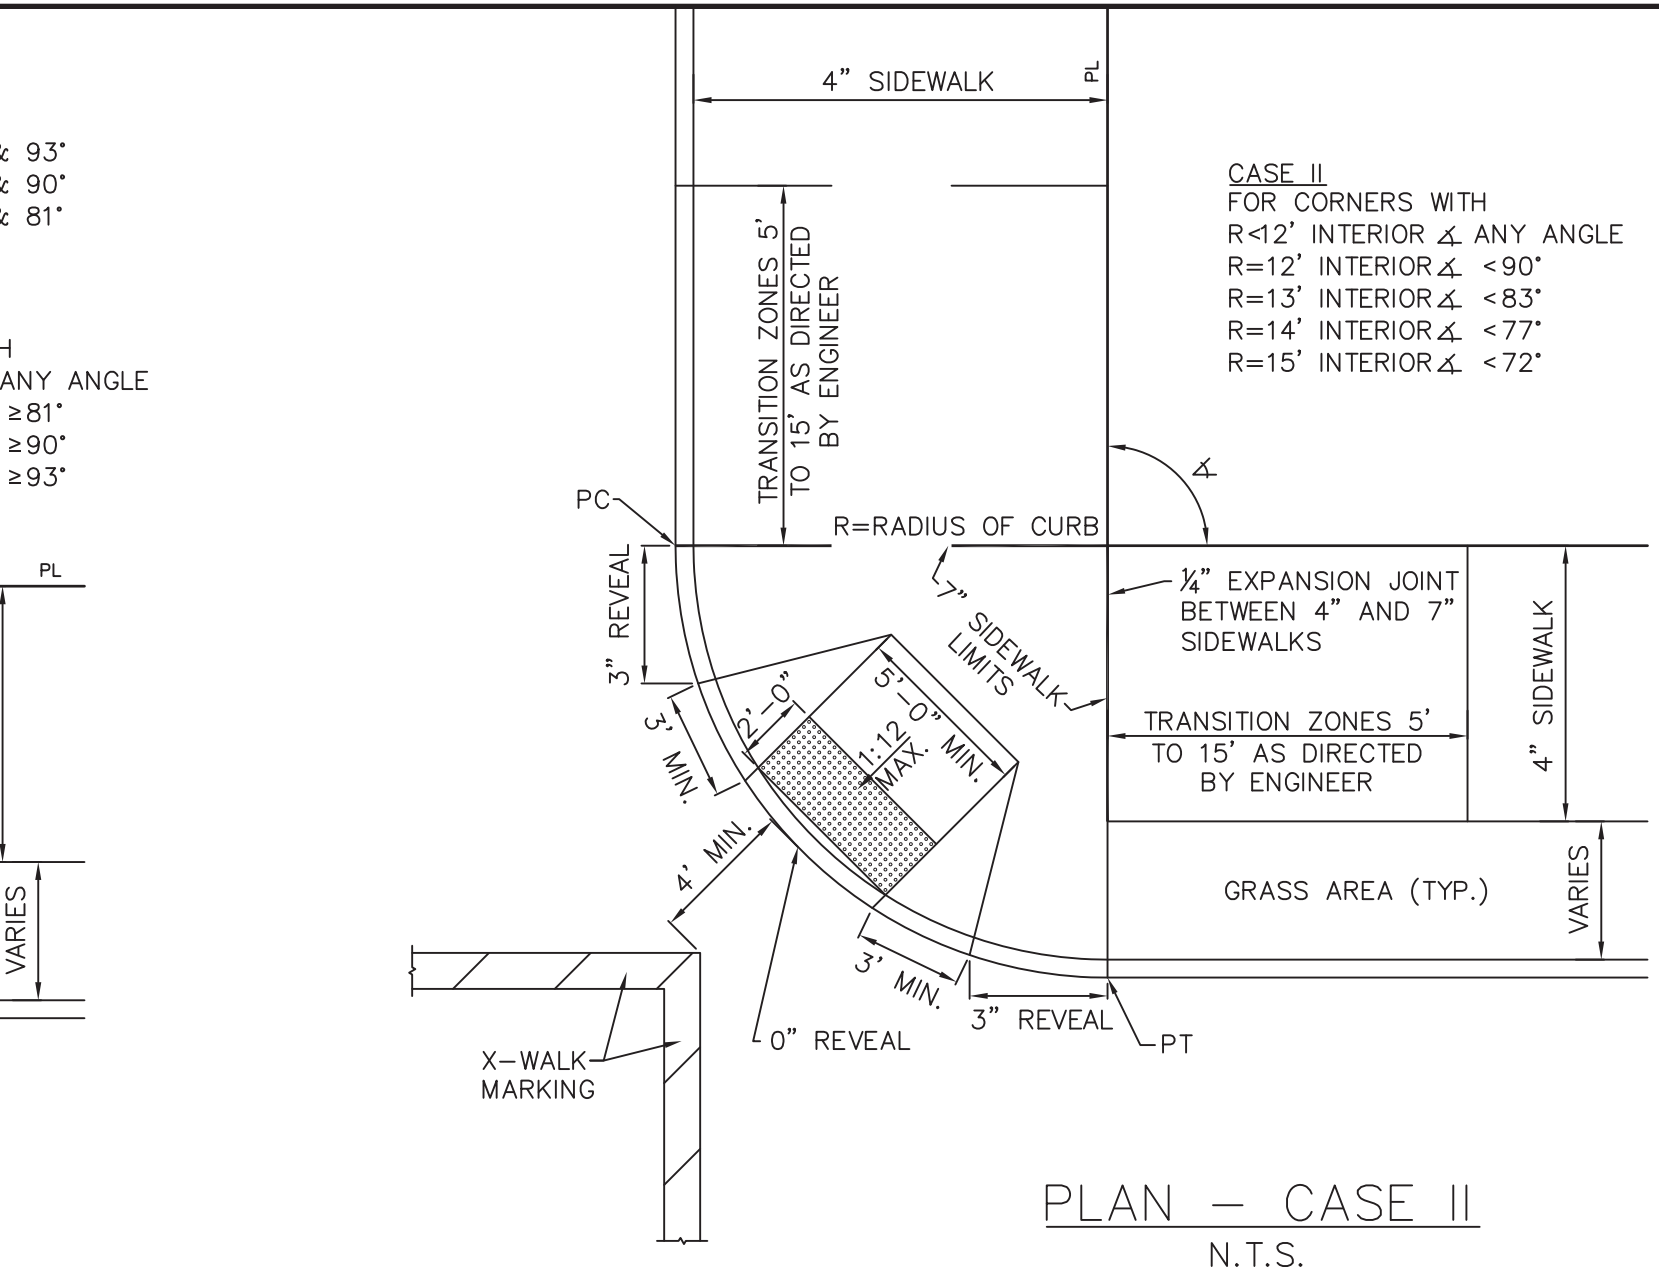 & 93°
& 90°
& 81°
H
ANY ANGLE
≥81°
≥90°
≥93°
PL
VARIES
4” SIDEWALK
PL
CASE II
FOR CORNERS WITH
R<12’ INTERIOR ∡ ANY ANGLE
R=12’ INTERIOR∡ <90°
R=13’ INTERIOR∡ <83°
R=14’ INTERIOR∡ <77°
R=15’ INTERIOR∡ <72°
TRANSITION ZONES 5’
TO 15’ AS DIRECTED
BY ENGINEER
∡
PC
R=RADIUS OF CURB
3” REVEAL
7” SIDEWALK
LIMITS
¼” EXPANSION JOINT
BETWEEN 4” AND 7”
SIDEWALKS
4” SIDEWALK
TRANSITION ZONES 5’
TO 15’ AS DIRECTED
BY ENGINEER
2’-0”
5’-0” MIN.
1:12
MAX.
3’ MIN.
4’ MIN.
GRASS AREA (TYP.)
VARIES
3’ MIN.
3” REVEAL
0” REVEAL
PT
X-WALK
MARKING
PLAN - CASE II
N.T.S.